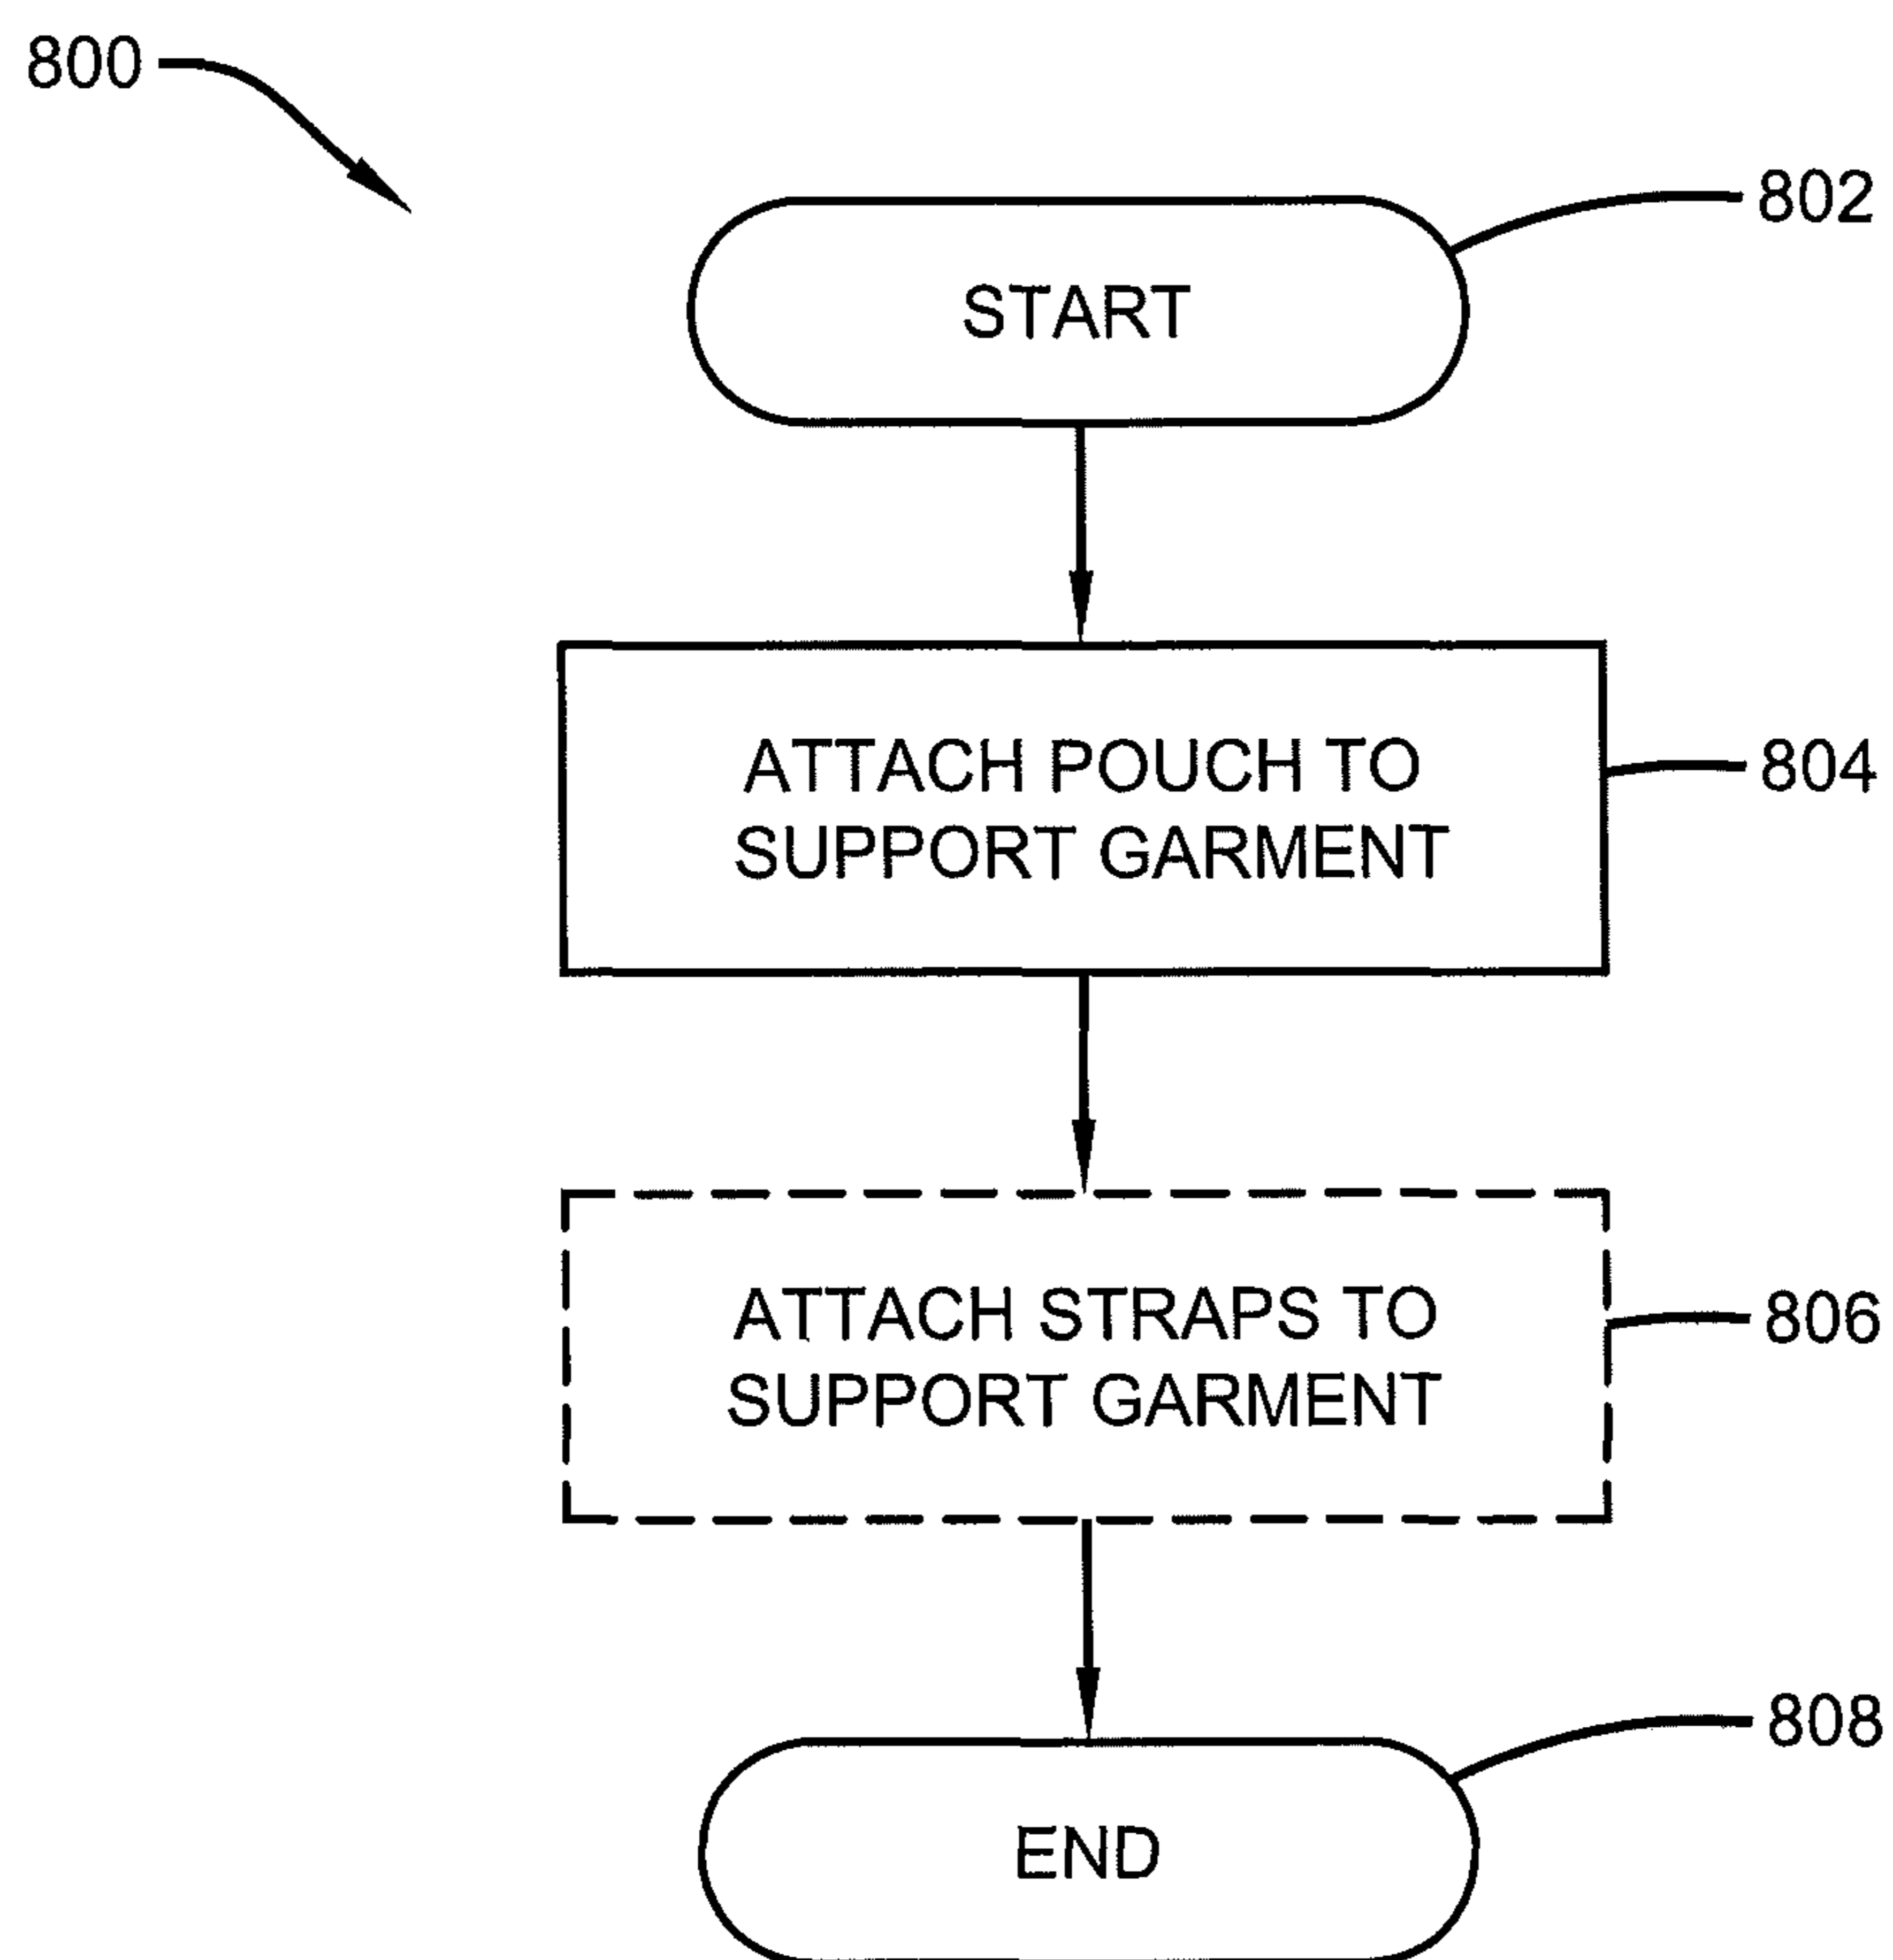 800
802
START
ATTACH POUCH TO
SUPPORT GARMENT
804
ATTACH STRAPS TO
SUPPORT GARMENT
806
808
END